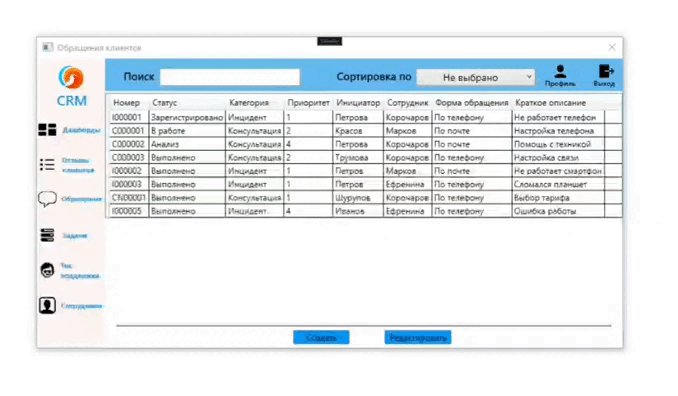 Обращения клиентов
CRM
Поиск
Сортировка по
Не выбрано
Профиль
Выход
Дашборды
Отзывы клиентов
Обращения
Задачи
Тех. поддержка
Сотрудники
Номер Статус Категория Приоритет Инициатор Сотрудник Форма обращения Краткое описание
I000001 Зарегистрировано Инцидент 1 Петрова Корочаров По телефону Не работает телефон
C000001 В работе Консультация 2 Красов Марков По почте Настройка телефона
C000002 Анализ Консультация 4 Петрова Корочаров По почте Помощь с техникой
C000003 Выполнено Консультация 2 Трумова Корочаров По телефону Настройка связи
I000002 Выполнено Инцидент 1 Петров Марков По почте Не работает смартфон
I000003 Выполнено Инцидент 1 Петров Ефренина По телефону Сломался планшет
CN00001 Выполнено Консультация 1 Шурупов Корочаров По телефону Выбор тарифа
I000005 Выполнено Инцидент 4 Иванов Ефренина По телефону Ошибка работы
Создать
Редактировать